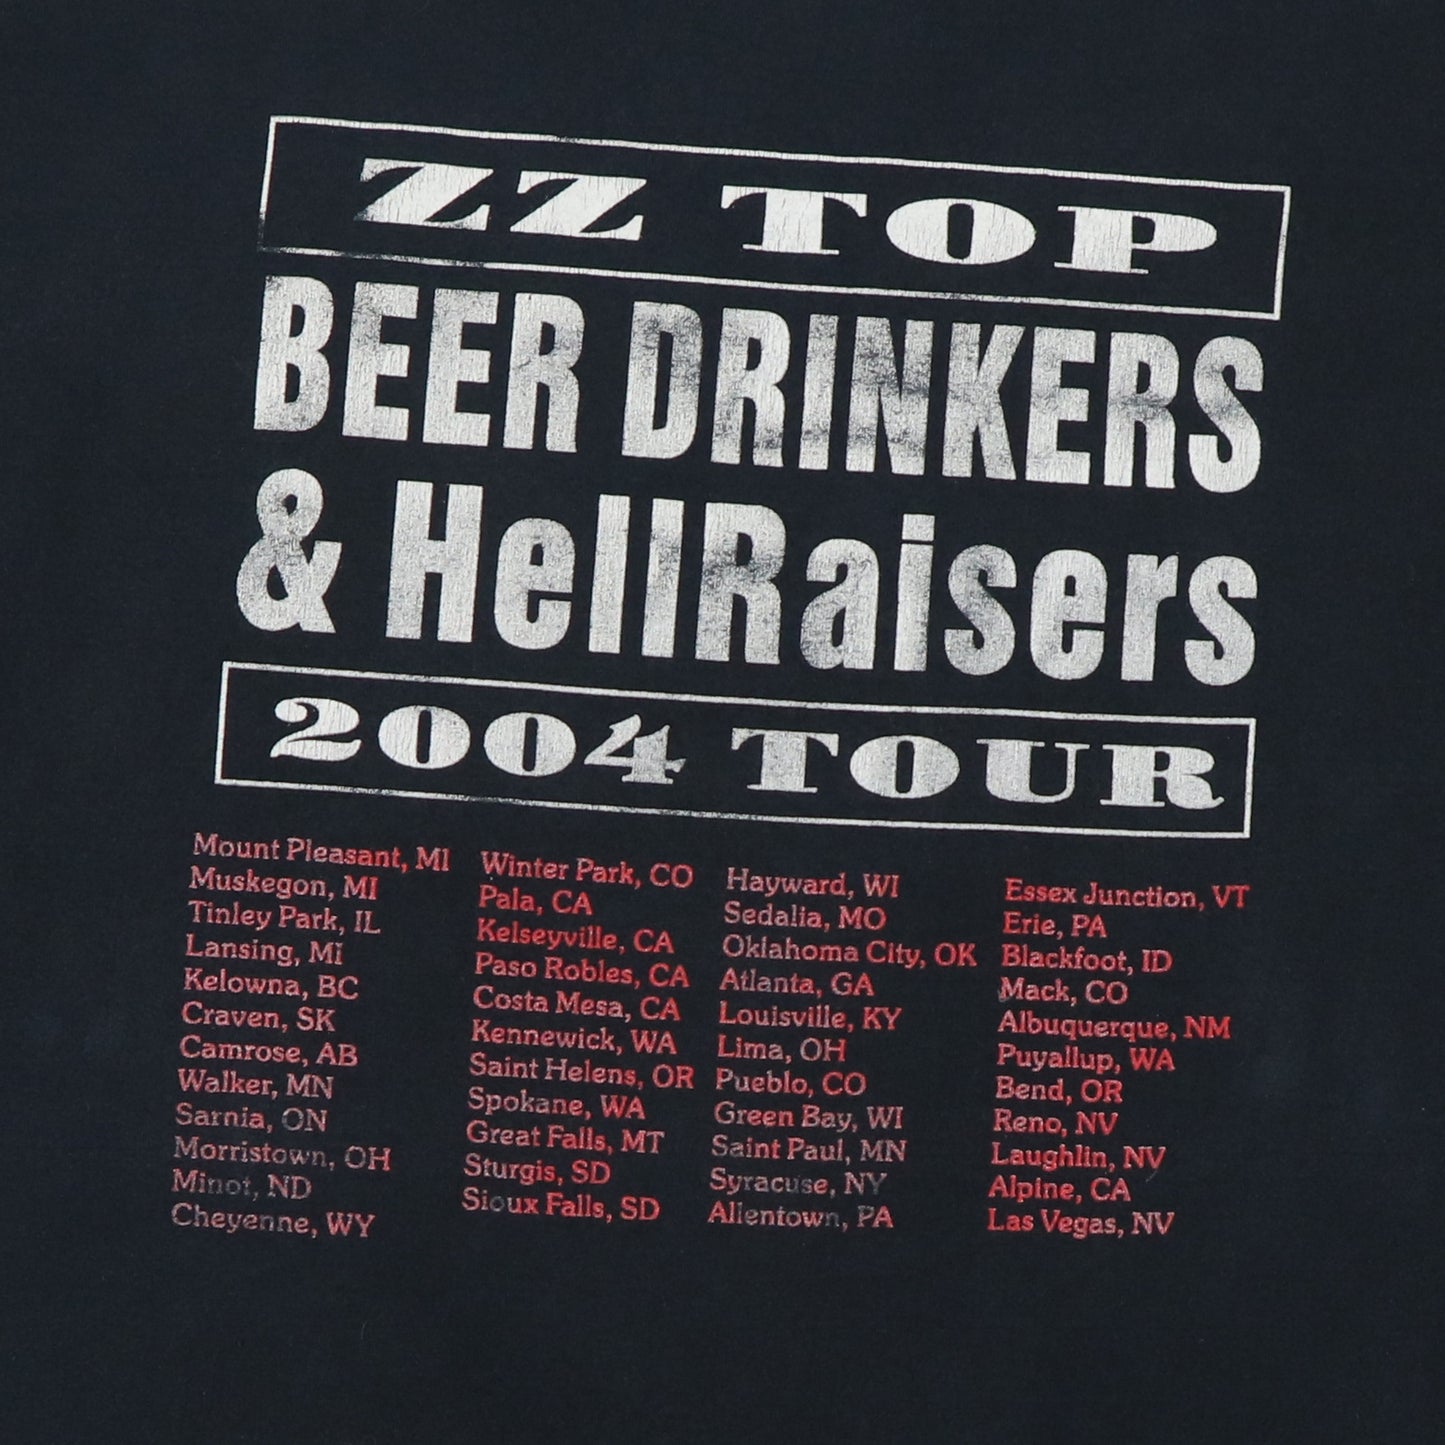 ZZ TOP
BEER DRINKERS
& HellRaisers
2004 TOUR
Mount Pleasant, MI
Muskegon, MI
Tinley Park, IL
Lansing, MI
Kelowna, BC
Craven, SK
Camrose, AB
Walker, MN
Sarnia, ON
Morristown, OH
Minot, ND
Cheyenne, WY
Winter Park, CO
Pala, CA
Kelseyville, CA
Paso Robles, CA
Costa Mesa, CA
Kennewick, WA
Saint Helens, OR
Spokane, WA
Great Falls, MT
Sturgis, SD
Sioux Falls, SD
Hayward, WI
Sedalia, MO
Oklahoma City, OK
Atlanta, GA
Louisville, KY
Lima, OH
Pueblo, CO
Green Bay, WI
Saint Paul, MN
Syracuse, NY
Allentown, PA
Essex Junction, VT
Erie, PA
Blackfoot, ID
Mack, CO
Albuquerque, NM
Puyallup, WA
Bend, OR
Reno, NV
Laughlin, NV
Alpine, CA
Las Vegas, NV